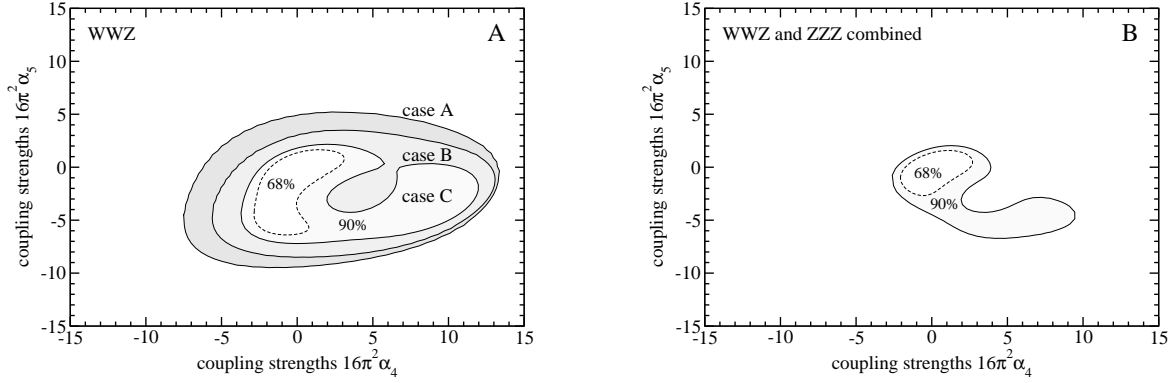 WWZ
A
case A
case B
case C
68%
90%
15
10
5
0
-5
-10
-15
-15
-10
-5
0
5
10
15
coupling strengths 16π²α₅
coupling strengths 16π²α₄
WWZ and ZZZ combined
B
68%
90%
15
10
5
0
-5
-10
-15
-15
-10
-5
0
5
10
15
coupling strengths 16π²α₅
coupling strengths 16π²α₄